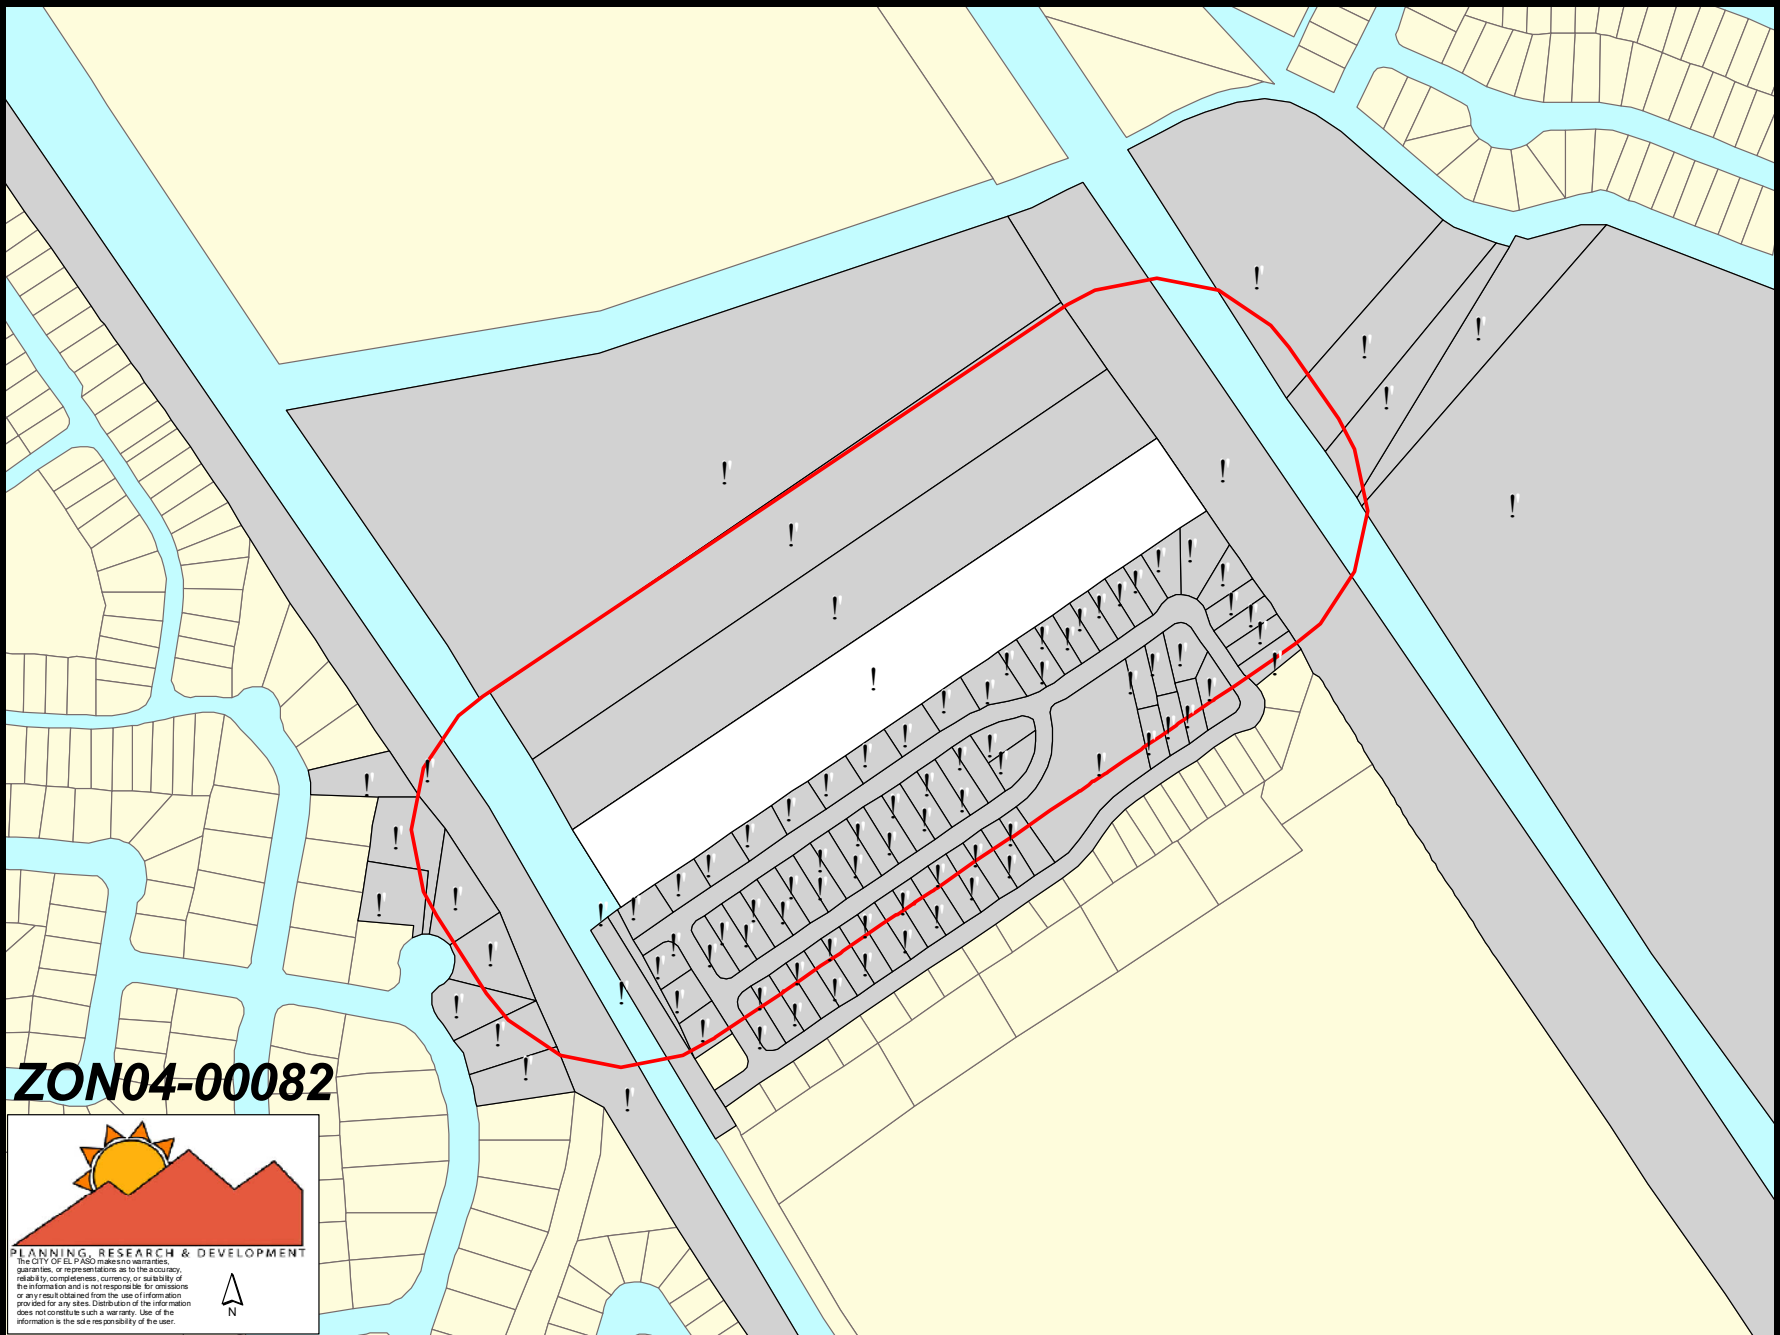 ZON04-00082
PLANNING, RESEARCH & DEVELOPMENT
The CITY OF EL PASO makes no warranties,
guaranties, or representations as to the accuracy,
reliability, completeness, currency, or suitability of
the information and is not responsible for omissions
or any result obtained from the use of information
provided for any sites. Distribution of the information
does not constitute such a warranty. Use of the
information is the sole responsibility of the user.
N